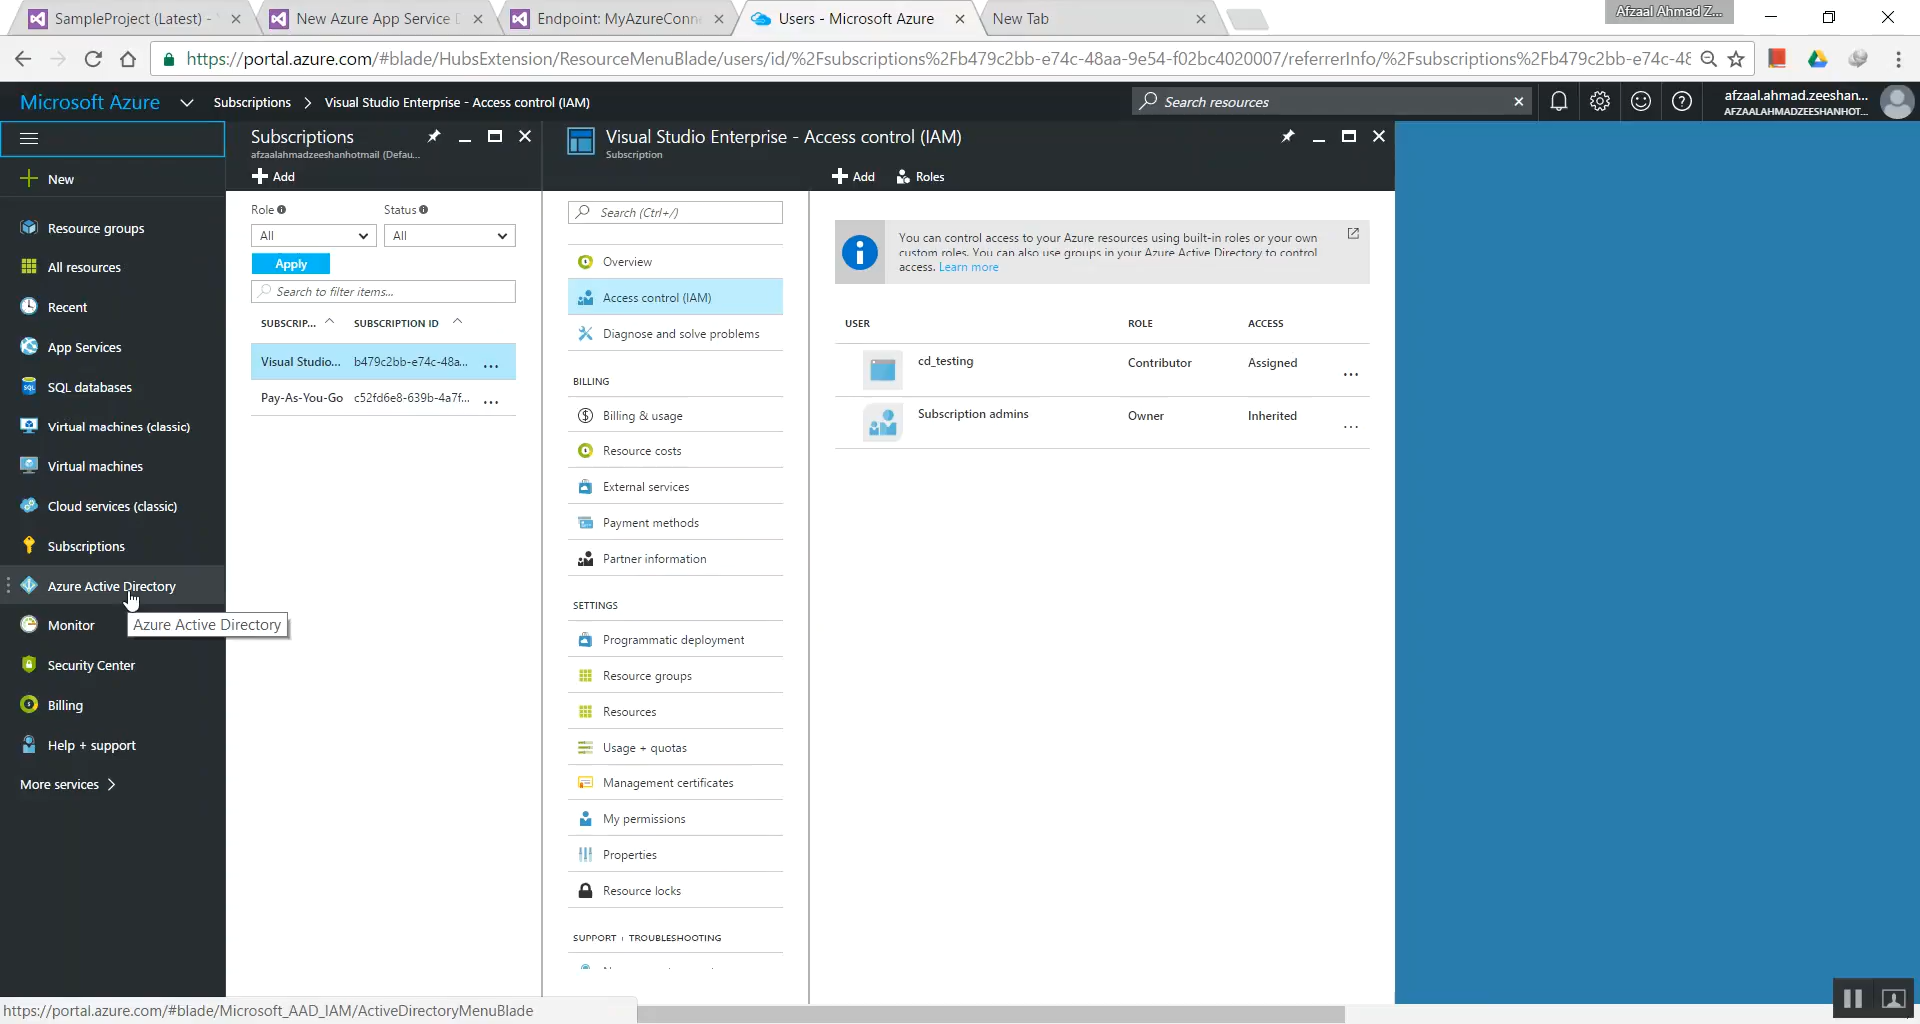 SampleProject (Latest) -
New Azure App Service D
Endpoint: MyAzureConne
Users - Microsoft Azure
New Tab
Afzaal Ahmad Z...
https://portal.azure.com/#blade/HubsExtension/ResourceMenuBlade/users/id/%2Fsubscriptions%2Fb479c2bb-e74c-48aa-9e54-f02bc4020007/referrerInfo/%2Fsubscriptions%2Fb479c2bb-e74c-48
Microsoft Azure
Subscriptions > Visual Studio Enterprise - Access control (IAM)
Search resources
afzaal.ahmad.zeeshan...
AFZAALAHMADZEESHANHOT...
New
Resource groups
All resources
Recent
App Services
SQL databases
Virtual machines (classic)
Virtual machines
Cloud services (classic)
Subscriptions
Azure Active Directory
Monitor
Azure Active Directory
Security Center
Billing
Help + support
More services >
Subscriptions
afzaalahmadzeeshanhotmail (Defau...
Add
Role
Status
All
All
Apply
Search to filter items...
SUBSCRIP...
SUBSCRIPTION ID
Visual Studio... b479c2bb-e74c-48a... ...
Pay-As-You-Go c52fd6e8-639b-4a7f... ...
Visual Studio Enterprise - Access control (IAM)
Subscription
Search (Ctrl+/)
Overview
Access control (IAM)
Diagnose and solve problems
BILLING
Billing & usage
Resource costs
External services
Payment methods
Partner information
SETTINGS
Programmatic deployment
Resource groups
Resources
Usage + quotas
Management certificates
My permissions
Properties
Resource locks
SUPPORT + TROUBLESHOOTING
Add
Roles
You can control access to your Azure resources using built-in roles or your own
custom roles. You can also use groups in your Azure Active Directory to control
access. Learn more
USER ROLE ACCESS
cd_testing Contributor Assigned ...
Subscription admins Owner Inherited ...
https://portal.azure.com/#blade/Microsoft_AAD_IAM/ActiveDirectoryMenuBlade